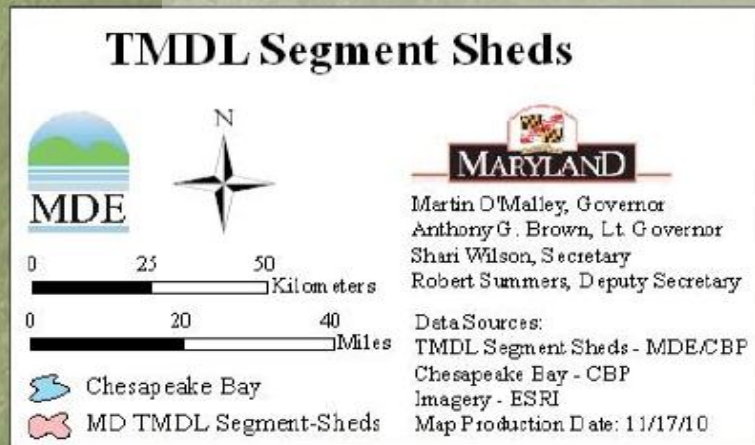 TMDL Segment Sheds
MDE
N
MARYLAND
Martin O'Malley, Governor
Anthony G. Brown, Lt. Governor
Shari Wilson, Secretary
Robert Summers, Deputy Secretary
0 25 50
Kilometers
0 20 40
Miles
Chesapeake Bay
MD TMDL Segment-Sheds
Data Sources:
TMDL Segment Sheds - MDE/CBP
Chesapeake Bay - CBP
Imagery - ESRI
Map Production Date: 11/17/10